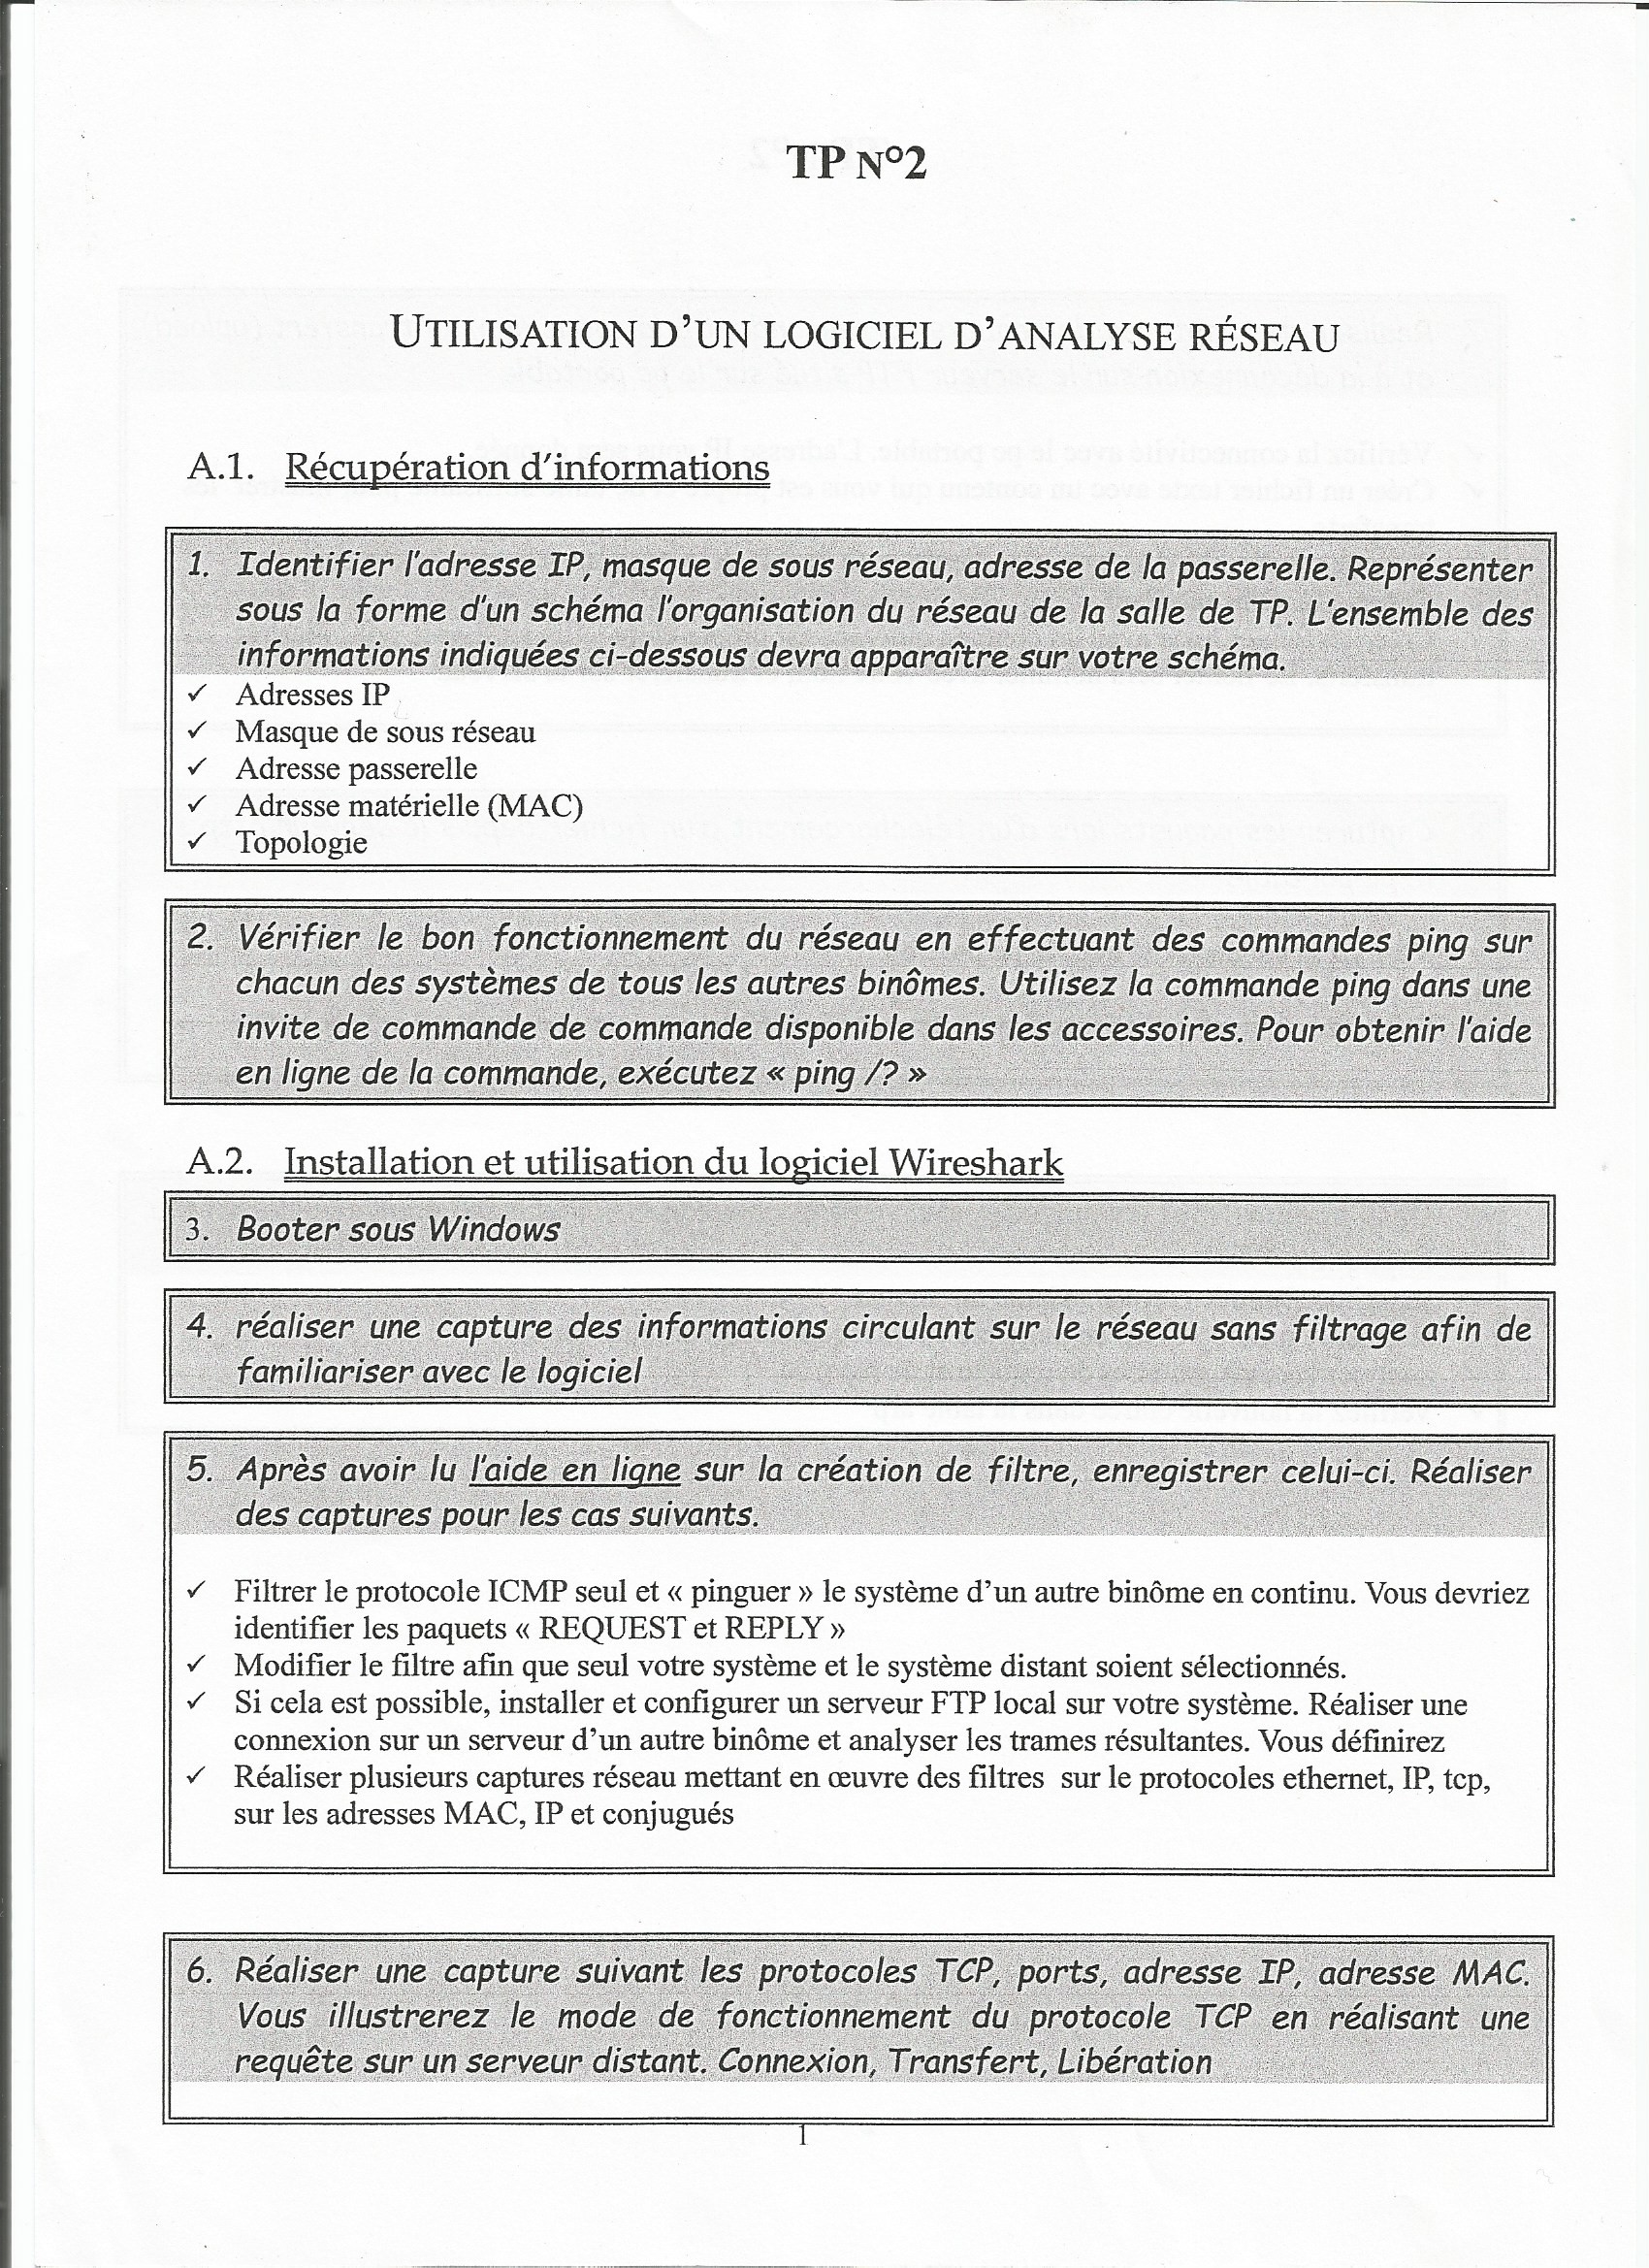 TP N°2
UTILISATION D'UN LOGICIEL D'ANALYSE RÉSEAU
A.1. Récupération d'informations
1. Identifier l'adresse IP, masque de sous réseau, adresse de la passerelle. Représenter
sous la forme d'un schéma l'organisation du réseau de la salle de TP. L'ensemble des
informations indiquées ci-dessous devra apparaître sur votre schéma.
✓ Adresses IP
✓ Masque de sous réseau
✓ Adresse passerelle
✓ Adresse matérielle (MAC)
✓ Topologie
2. Vérifier le bon fonctionnement du réseau en effectuant des commandes ping sur
chacun des systèmes de tous les autres binômes. Utilisez la commande ping dans une
invite de commande de commande disponible dans les accessoires. Pour obtenir l'aide
en ligne de la commande, exécutez « ping /? »
A.2. Installation et utilisation du logiciel Wireshark
3. Booter sous Windows
4. réaliser une capture des informations circulant sur le réseau sans filtrage afin de
familiariser avec le logiciel
5. Après avoir lu l'aide en ligne sur la création de filtre, enregistrer celui-ci. Réaliser
des captures pour les cas suivants.
✓ Filtrer le protocole ICMP seul et « pinguer » le système d'un autre binôme en continu. Vous devriez
identifier les paquets « REQUEST et REPLY »
✓ Modifier le filtre afin que seul votre système et le système distant soient sélectionnés.
✓ Si cela est possible, installer et configurer un serveur FTP local sur votre système. Réaliser une
connexion sur un serveur d'un autre binôme et analyser les trames résultantes. Vous définirez
✓ Réaliser plusieurs captures réseau mettant en œuvre des filtres sur le protocoles ethernet, IP, tcp,
sur les adresses MAC, IP et conjugués
6. Réaliser une capture suivant les protocoles TCP, ports, adresse IP, adresse MAC.
Vous illustrerez le mode de fonctionnement du protocole TCP en réalisant une
requête sur un serveur distant. Connexion, Transfert, Libération
1